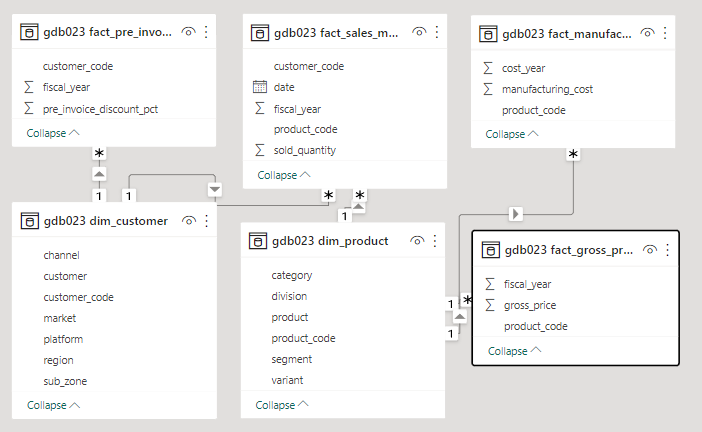 gdb023 fact_pre_invo...
customer_code
fiscal_year
pre_invoice_discount_pct
Collapse
gdb023 fact_sales_m...
customer_code
date
fiscal_year
product_code
sold_quantity
Collapse
gdb023 fact_manufac...
cost_year
manufacturing_cost
product_code
Collapse
*
1
1
*
*
1
*
gdb023 dim_customer
channel
customer
customer_code
market
platform
region
sub_zone
Collapse
gdb023 dim_product
category
division
product
product_code
segment
variant
Collapse
1
*
1
gdb023 fact_gross_pr...
fiscal_year
gross_price
product_code
Collapse